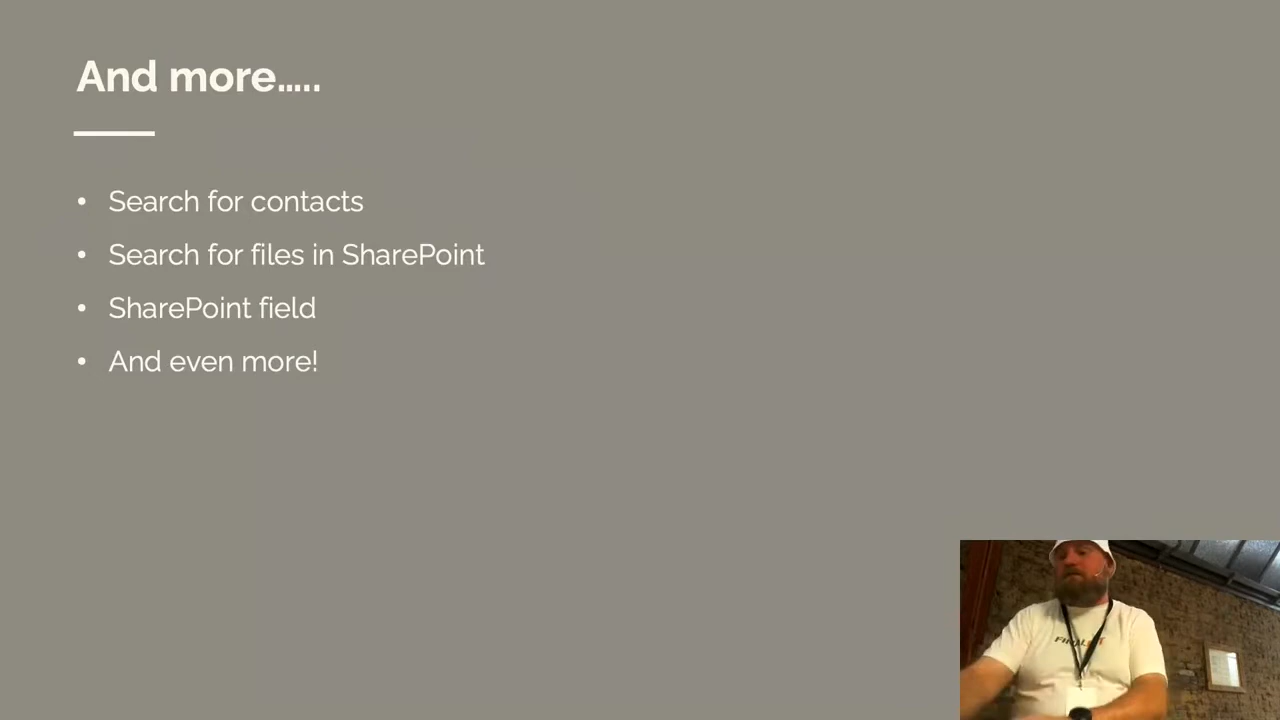 And more.....
• Search for contacts
• Search for files in SharePoint
• SharePoint field
• And even more!